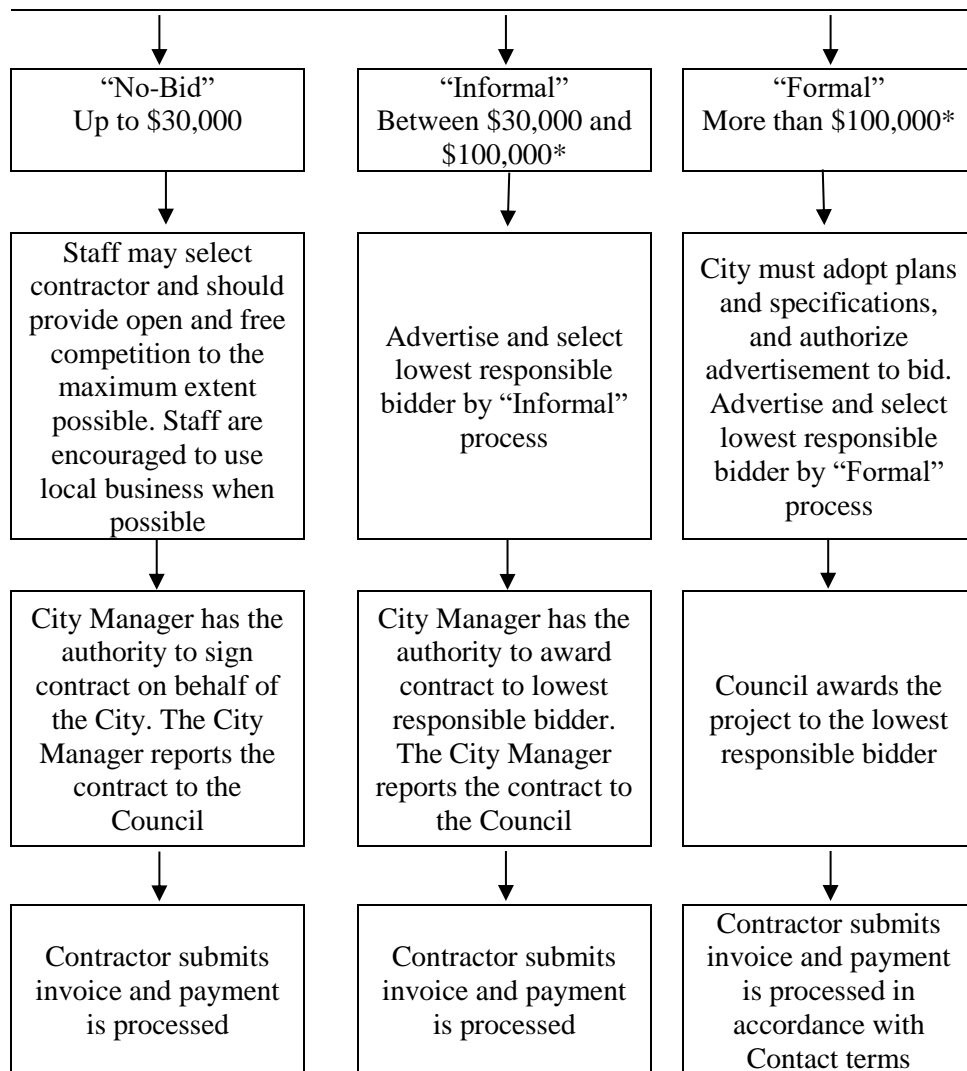 “No-Bid”
Up to $30,000
“Informal”
Between $30,000 and
$100,000*
“Formal”
More than $100,000*
Staff may select
contractor and should
provide open and free
competition to the
maximum extent
possible. Staff are
encouraged to use
local business when
possible
Advertise and select
lowest responsible
bidder by “Informal”
process
City must adopt plans
and specifications,
and authorize
advertisement to bid.
Advertise and select
lowest responsible
bidder by “Formal”
process
City Manager has the
authority to sign
contract on behalf of
the City. The City
Manager reports the
contract to the
Council
City Manager has the
authority to award
contract to lowest
responsible bidder.
The City Manager
reports the contract to
the Council
Council awards the
project to the lowest
responsible bidder
Contractor submits
invoice and payment
is processed
Contractor submits
invoice and payment
is processed
Contractor submits
invoice and payment
is processed in
accordance with
Contact terms